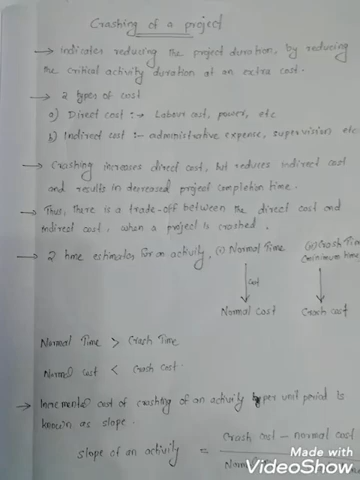 Crashing of a project
→ Indicates reducing the project duration, by reducing
the critical activity duration at an extra cost.
→ 2 types of cost
a) Direct cost :→ Labour cost, power, etc
b) Indirect cost :- administrative expense, supervision etc
→ Crashing increases direct cost, but reduces indirect cost
and results in decreased project completion time.
→ Thus, there is a trade-off between the direct cost and
indirect cost, when a project is crashed.
→ 2 time estimates for an activity, (i) Normal Time (ii) Crash Time
(minimum time)
cost
Normal cost Crash cost
Normal Time > Crash Time
Normal cost < Crash cost
→ Incremental cost of crashing of an activity per unit period is
known as slope.
slope of an activity = Crash cost - normal cost
Made with
VideoShow